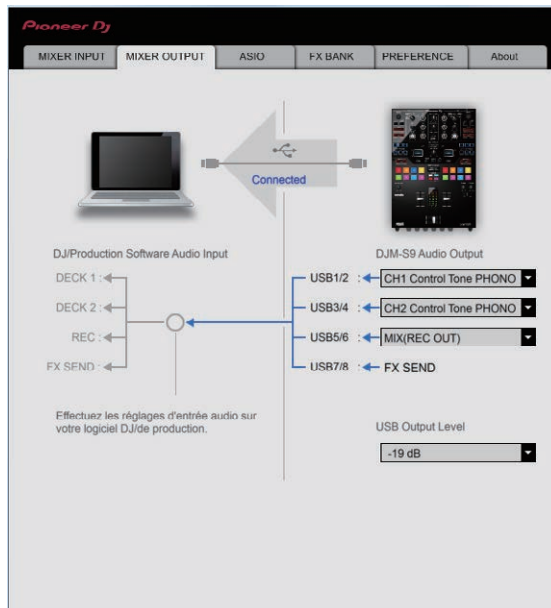 Pioneer Dj
MIXER INPUT MIXER OUTPUT ASIO FX BANK PREFERENCE About
Connected
DJ/Production Software Audio Input
DECK 1 :
DECK 2 :
REC :
FX SEND :
Effectuez les réglages d'entrée audio sur
votre logiciel DJ/de production.
DJM-S9 Audio Output
USB1/2 : CH1 Control Tone PHONO
USB3/4 : CH2 Control Tone PHONO
USB5/6 : MIX(REC OUT)
USB7/8 : FX SEND
USB Output Level
-19 dB